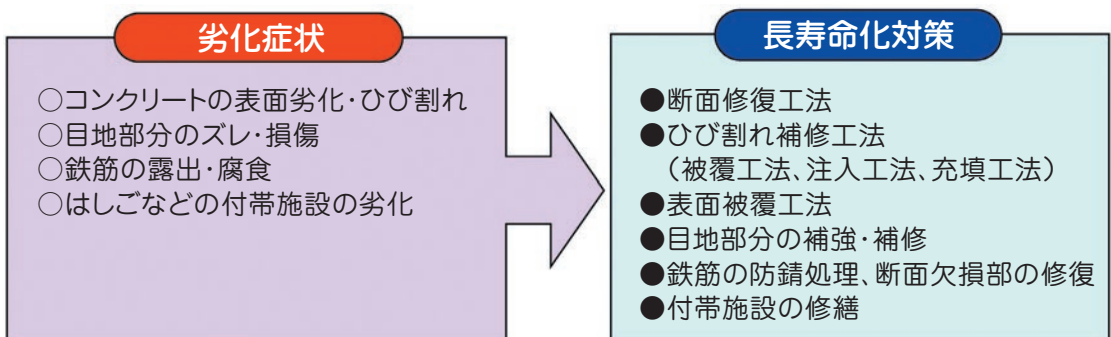 劣化症状
○コンクリートの表面劣化・ひび割れ
○目地部分のズレ・損傷
○鉄筋の露出・腐食
○はしごなどの付帯施設の劣化
長寿命化対策
●断面修復工法
●ひび割れ補修工法
（被覆工法、注入工法、充填工法）
●表面被覆工法
●目地部分の補強・補修
●鉄筋の防錆処理、断面欠損部の修復
●付帯施設の修繕